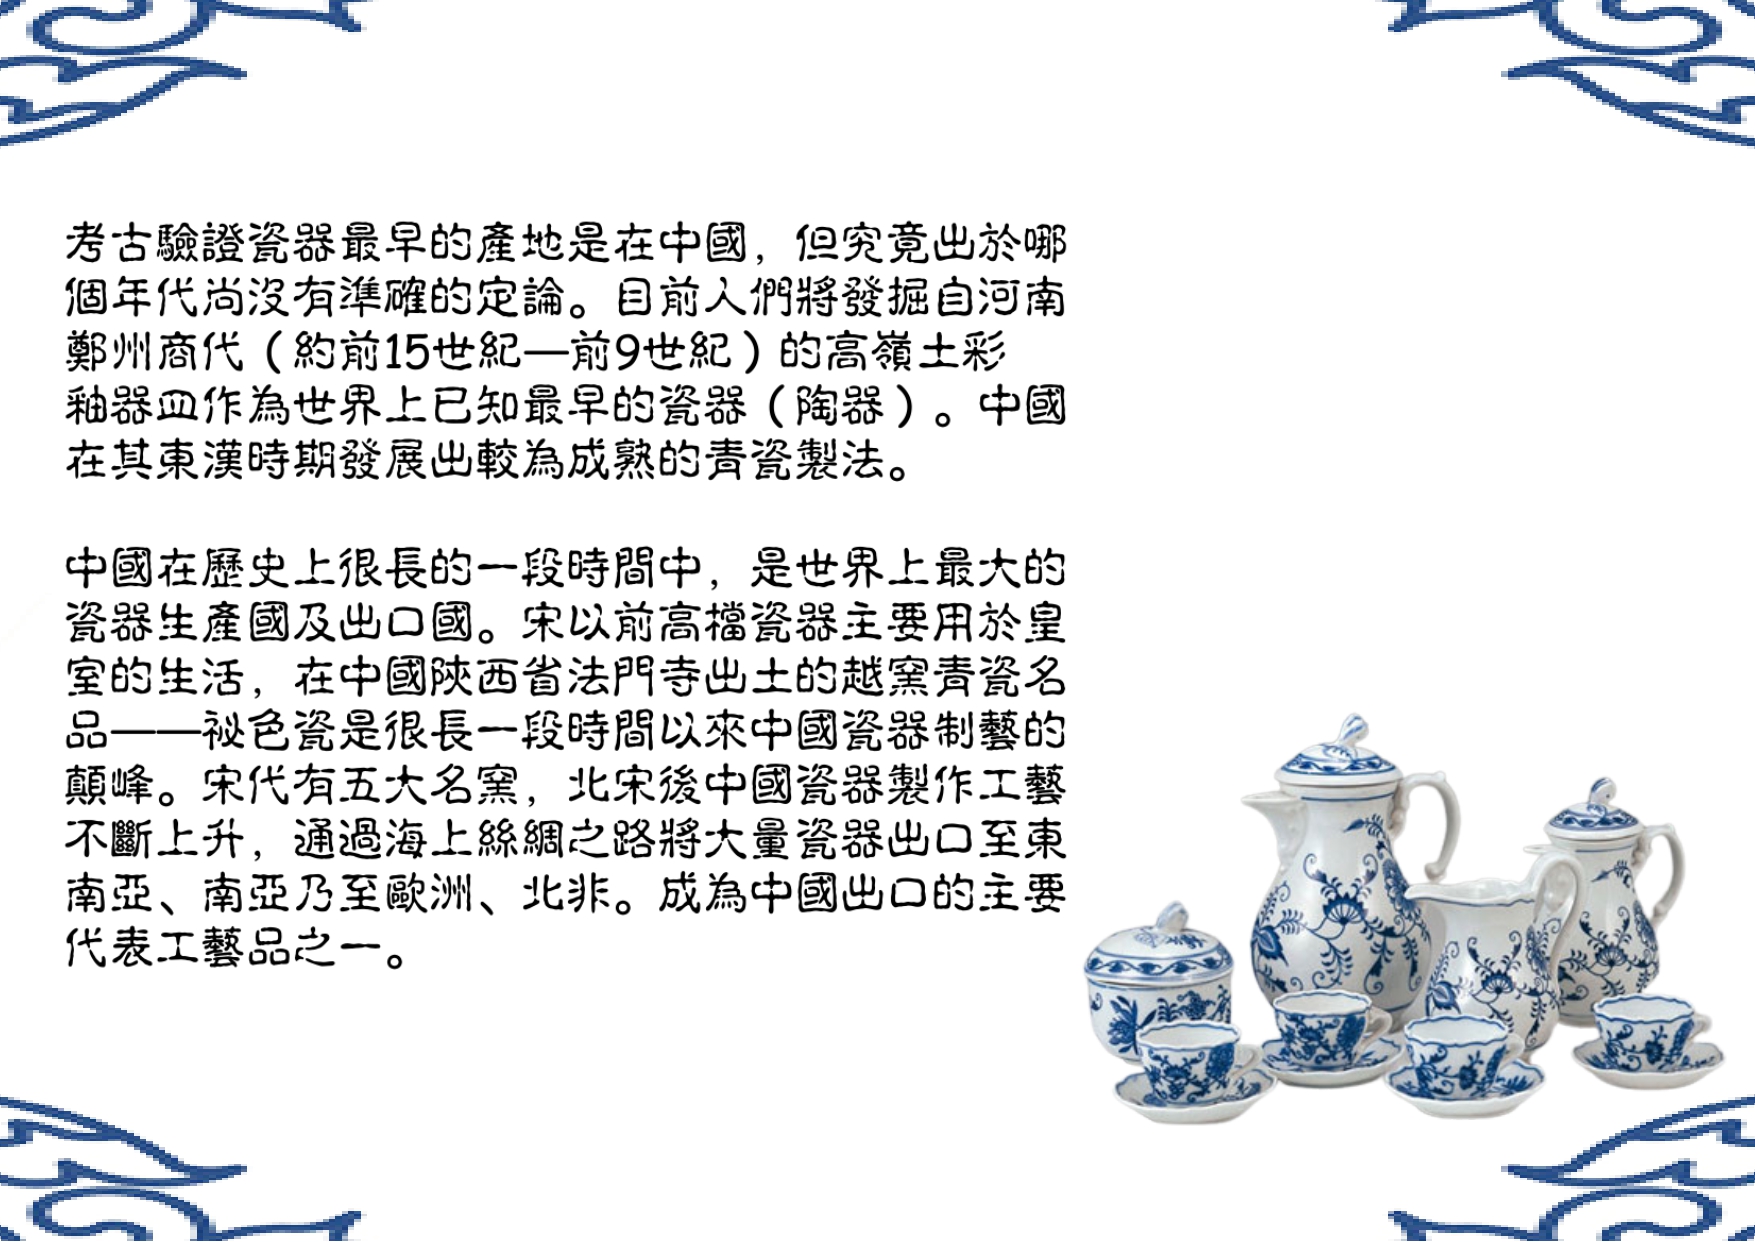 考古驗證瓷器最早的產地是在中國，但究竟出於哪
個年代尚沒有準確的定論。目前人們將發掘自河南
鄭州商代（約前15世紀—前9世紀）的高嶺土彩
釉器皿作為世界上已知最早的瓷器（陶器）。中國
在其東漢時期發展出較為成熟的青瓷製法。
中國在歷史上很長的一段時間中，是世界上最大的
瓷器生產國及出口國。宋以前高檔瓷器主要用於皇
室的生活，在中國陝西省法門寺出土的越窯青瓷名
品——祕色瓷是很長一段時間以來中國瓷器制藝的
顛峰。宋代有五大名窯，北宋後中國瓷器製作工藝
不斷上升，通過海上絲綢之路將大量瓷器出口至東
南亞、南亞乃至歐洲、北非。成為中國出口的主要
代表工藝品之一。